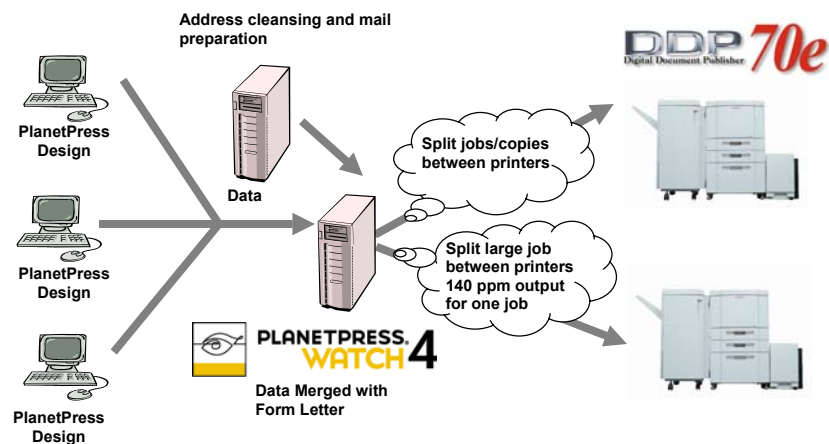 Address cleansing and mail
preparation
DDP 70e
Digital Document Publisher
PlanetPress
Design
Split jobs/copies
between printers
Data
PlanetPress
Design
Split large job
between printers
140 ppm output
for one job
PLANETPRESS.
WATCH 4
Data Merged with
Form Letter
PlanetPress
Design